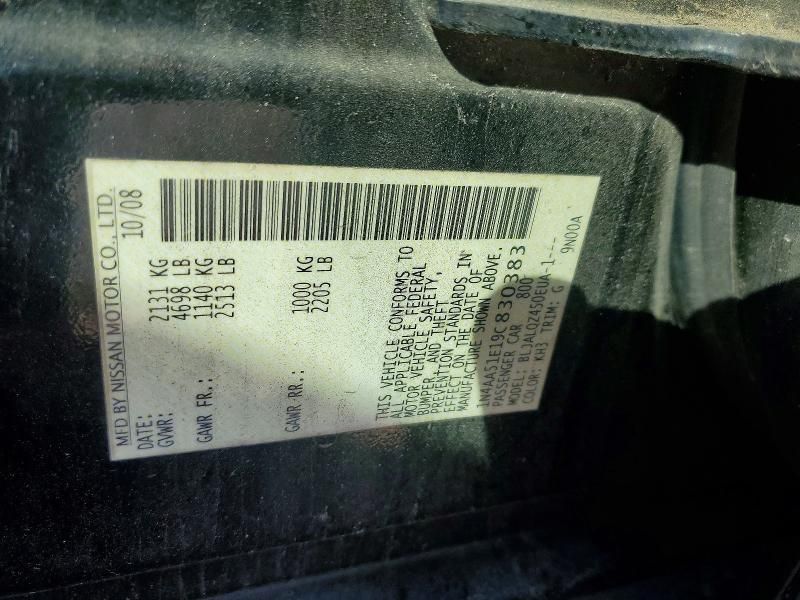 MFD BY NISSAN MOTOR CO., LTD.
DATE: 10/08
GVWR: 2131 KG
4698 LB
GAWR FR.: 1140 KG
2513 LB
GAWR RR.: 1000 KG
2205 LB
THIS VEHICLE CONFORMS TO
ALL APPLICABLE FEDERAL
MOTOR VEHICLE SAFETY,
BUMPER, AND THEFT
PREVENTION STANDARDS IN
EFFECT ON THE DATE OF
MANUFACTURE SHOWN ABOVE.
1N4AA51E19C830383
PASSENGER CAR 800
MODEL: BLJALQZ450EUA-1---
COLOR: KH3 TRIM: G 9N00A